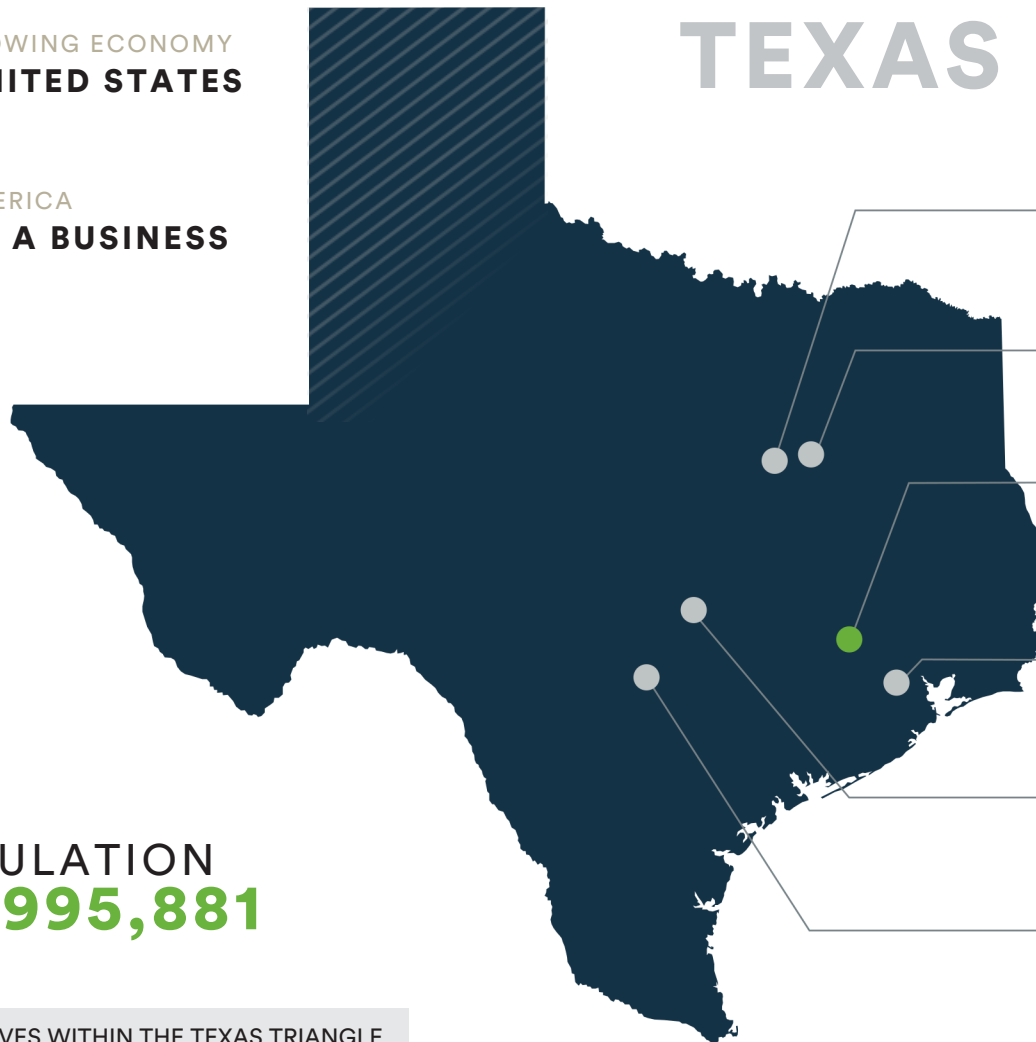 OWING ECONOMY
NITED STATES
TEXAS
ERICA
A BUSINESS
ULATION
995,881
VES WITHIN THE TEXAS TRIANGLE